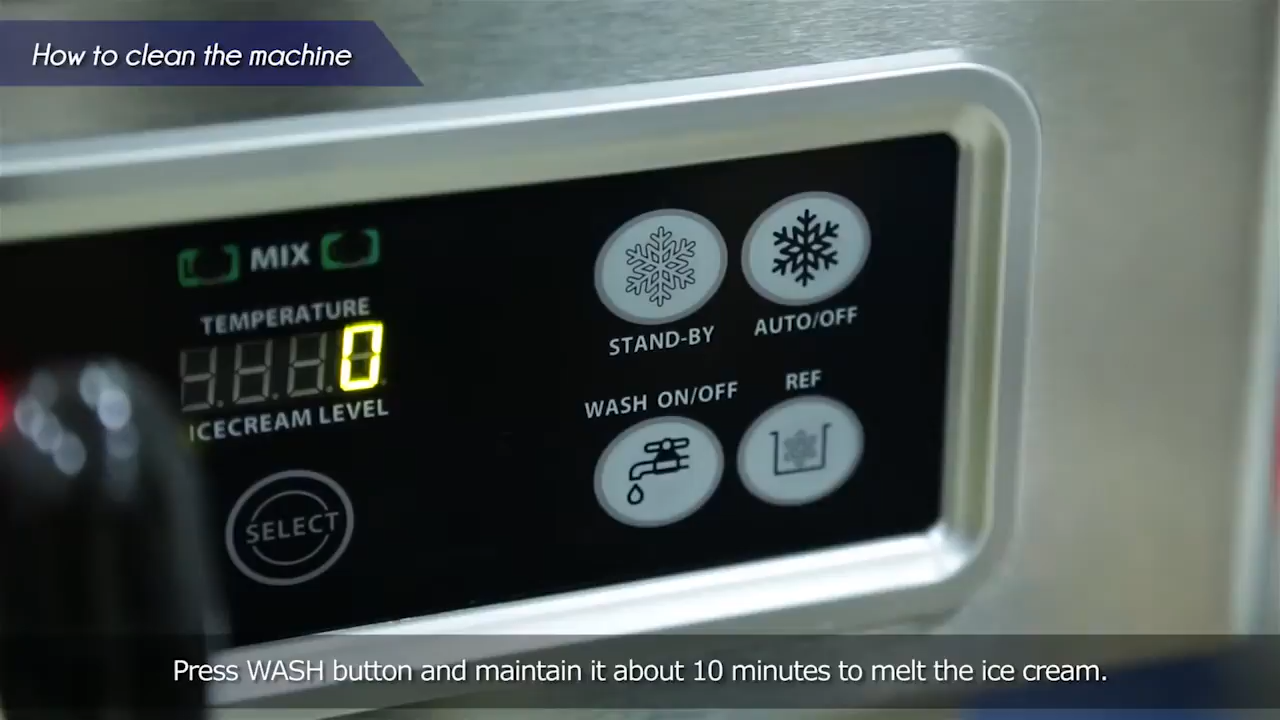 How to clean the machine
MIX
TEMPERATURE
0
ICECREAM LEVEL
SELECT
STAND-BY
AUTO/OFF
WASH ON/OFF
REF
Press WASH button and maintain it about 10 minutes to melt the ice cream.